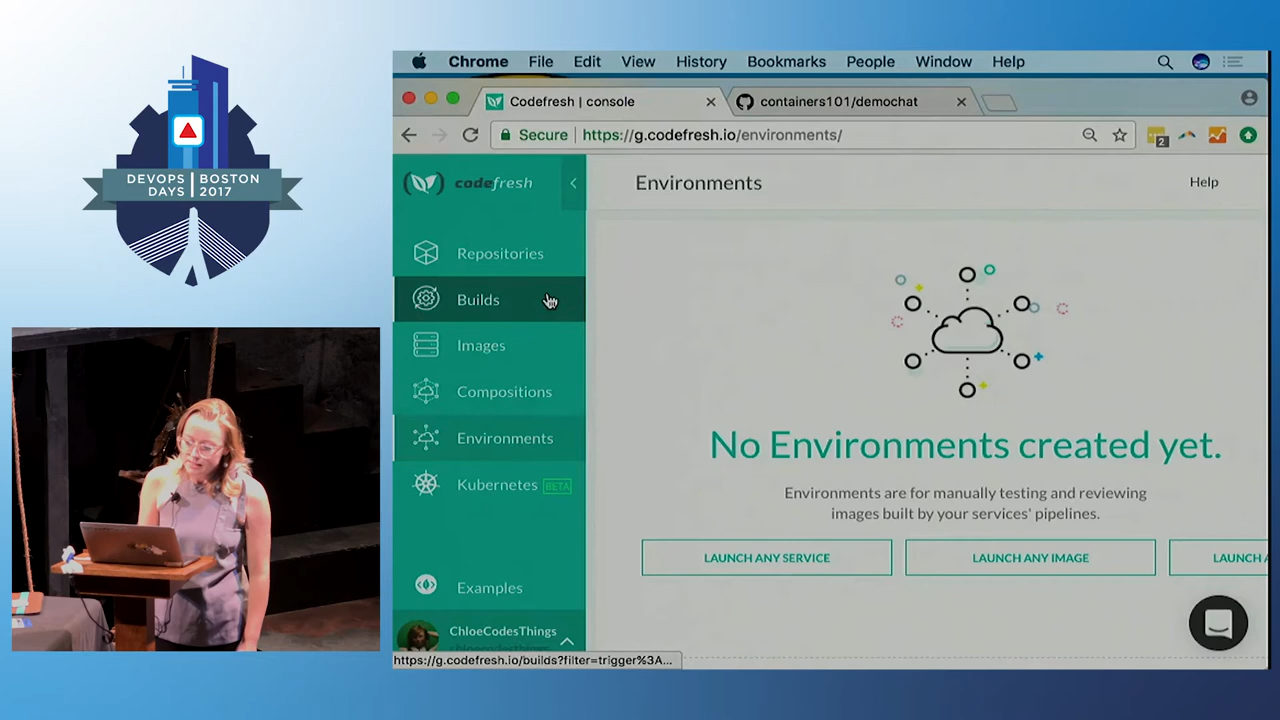 DEVOPS BOSTON
DAYS 2017
Chrome File Edit View History Bookmarks People Window Help
Codefresh | console
containers101/demochat
Secure https://g.codefresh.io/environments/
2
codefresh
Environments
Help
Repositories
Builds
Images
Compositions
Environments
Kubernetes BETA
No Environments created yet.
Environments are for manually testing and reviewing
images built by your services' pipelines.
LAUNCH ANY SERVICE
LAUNCH ANY IMAGE
LAUNCH
Examples
ChloeCodesThings
https://g.codefresh.io/builds?filter=trigger%3A...